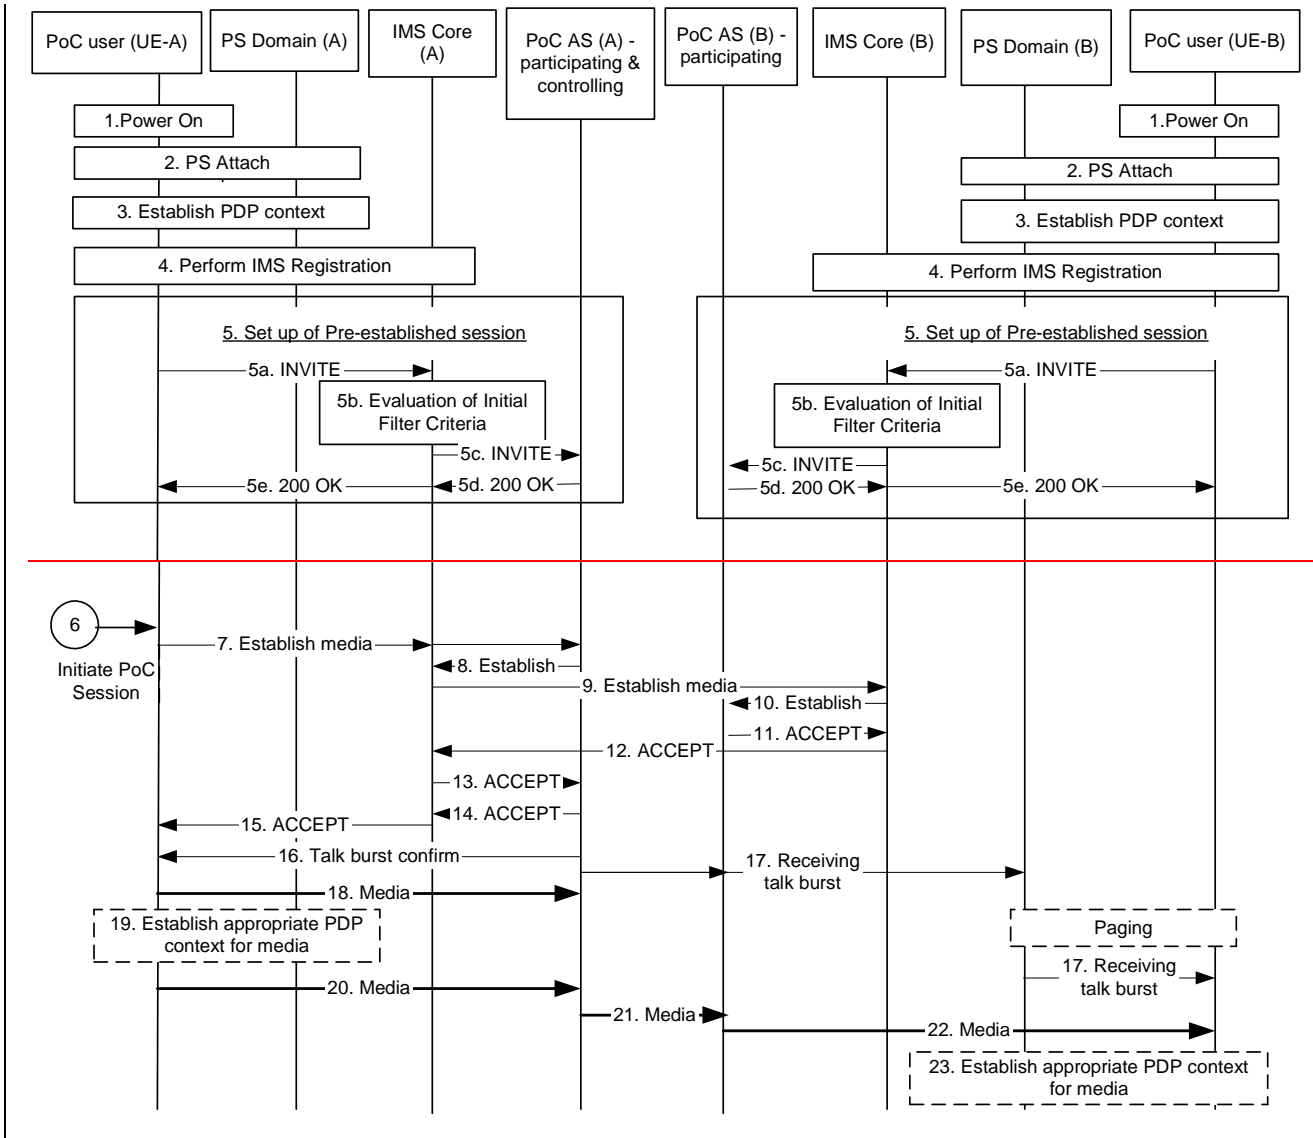 PoC user (UE-A)
PS Domain (A)
IMS Core
(A)
PoC AS (A) -
participating &
controlling
PoC AS (B) -
participating
IMS Core (B)
PS Domain (B)
PoC user (UE-B)
1.Power On
1.Power On
2. PS Attach
2. PS Attach
3. Establish PDP context
3. Establish PDP context
4. Perform IMS Registration
4. Perform IMS Registration
5. Set up of Pre-established session
5. Set up of Pre-established session
5a. INVITE
5a. INVITE
5b. Evaluation of Initial
Filter Criteria
5b. Evaluation of Initial
Filter Criteria
5c. INVITE
5c. INVITE
5e. 200 OK
5d. 200 OK
5d. 200 OK
5e. 200 OK
6
Initiate PoC
Session
7. Establish media
8. Establish
9. Establish media
10. Establish
11. ACCEPT
12. ACCEPT
13. ACCEPT
14. ACCEPT
15. ACCEPT
16. Talk burst confirm
17. Receiving
talk burst
18. Media
19. Establish appropriate PDP
context for media
Paging
17. Receiving
talk burst
20. Media
21. Media
22. Media
23. Establish appropriate PDP context
for media